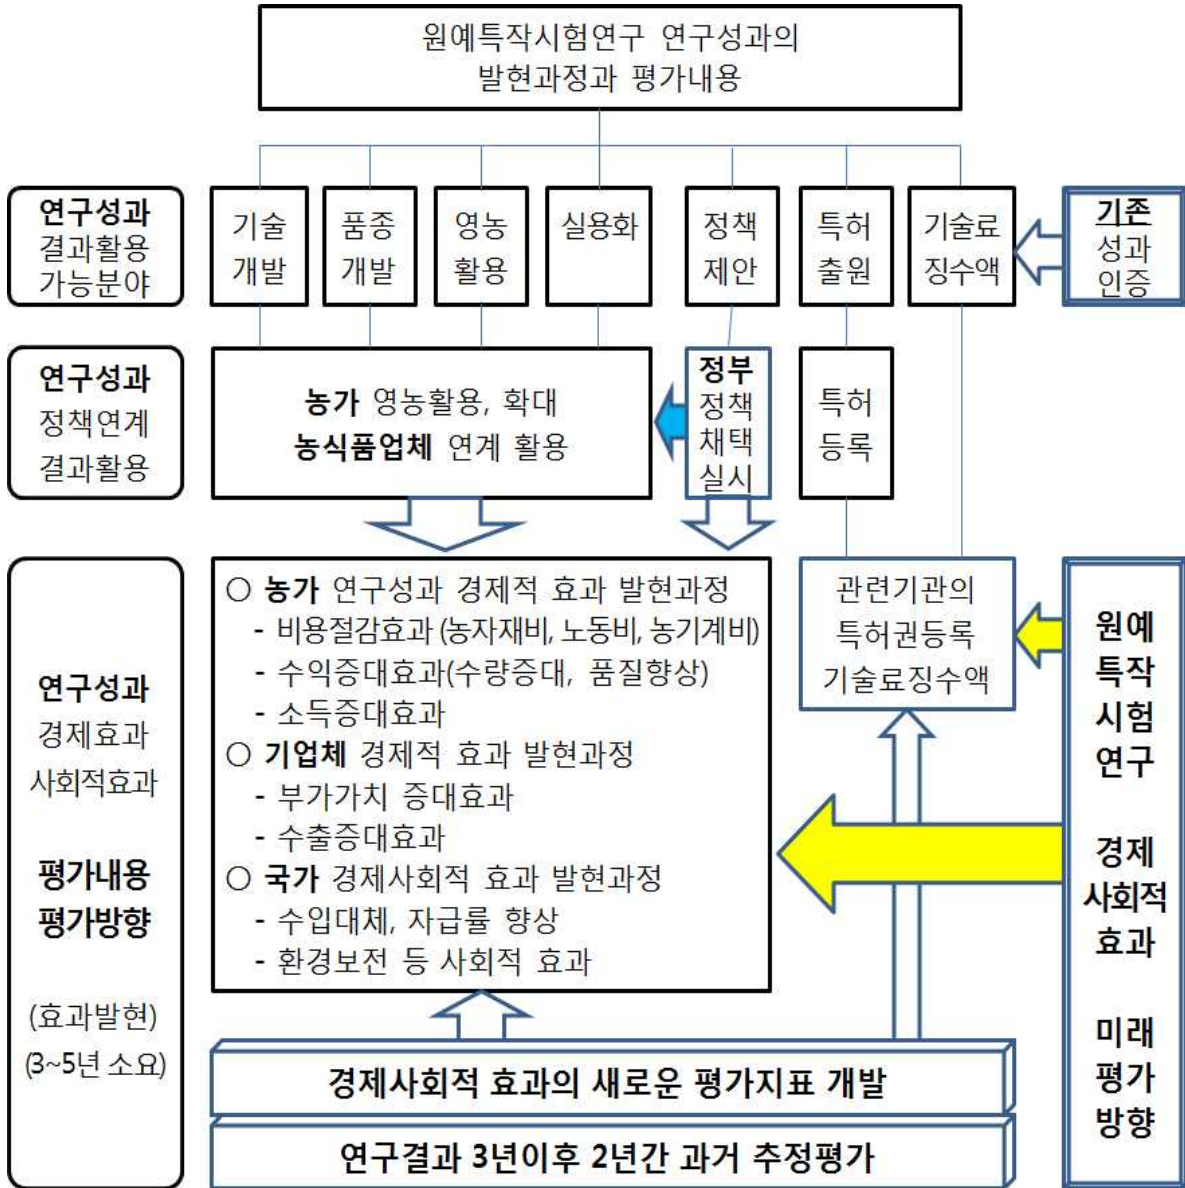 원예특작시험연구 연구성과의
발현과정과 평가내용
연구성과
결과활용
가능분야
기술
개발
품종
개발
영농
활용
실용화
정책
제안
특허
출원
기술료
징수액
기존
성과
인증
연구성과
정책연계
결과활용
농가 영농활용, 확대
농식품업체 연계 활용
정부
정책
채택
실시
특허
등록
연구성과
경제효과
사회적효과
평가내용
평가방향
(효과발현)
(3~5년 소요)
○ 농가 연구성과 경제적 효과 발현과정
- 비용절감효과(농자재비, 노동비, 농기계비)
- 수익증대효과(수량증대, 품질향상)
- 소득증대효과
○ 기업체 경제적 효과 발현과정
- 부가가치 증대효과
- 수출증대효과
○ 국가 경제사회적 효과 발현과정
- 수입대체, 자급률 향상
- 환경보전 등 사회적 효과
관련기관의
특허권등록
기술료징수액
원예
특작
시험
연구
경제
사회적
효과
미래
평가
방향
경제사회적 효과의 새로운 평가지표 개발
연구결과 3년이후 2년간 과거 추정평가